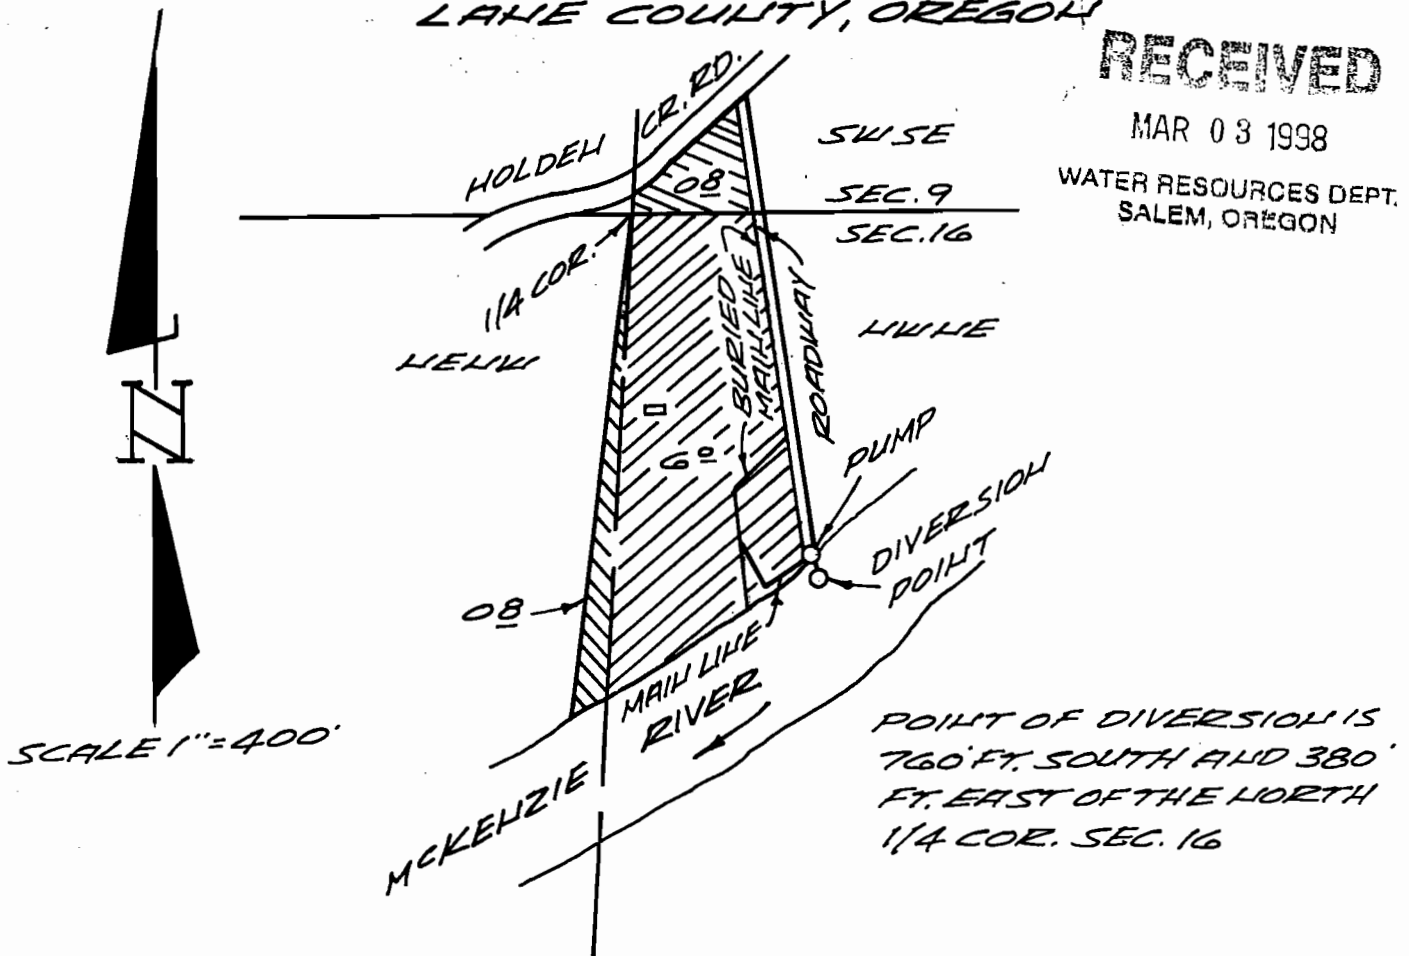 LANE COUNTY, OREGON
RECEIVED
MAR 03 1998
WATER RESOURCES DEPT.
SALEM, OREGON
HOLDEN CR. RD.
SWSE
SEC. 9
SEC. 16
08
1/4 COR.
NENW
NWNE
BURIED
MAIN LINE
ROADWAY
6º
PUMP
DIVERSION
POINT
08
MAIN LINE
McKENZIE RIVER
N
SCALE 1"=400'
POINT OF DIVERSION IS
760' FT. SOUTH AND 380'
FT. EAST OF THE NORTH
1/4 COR. SEC. 16